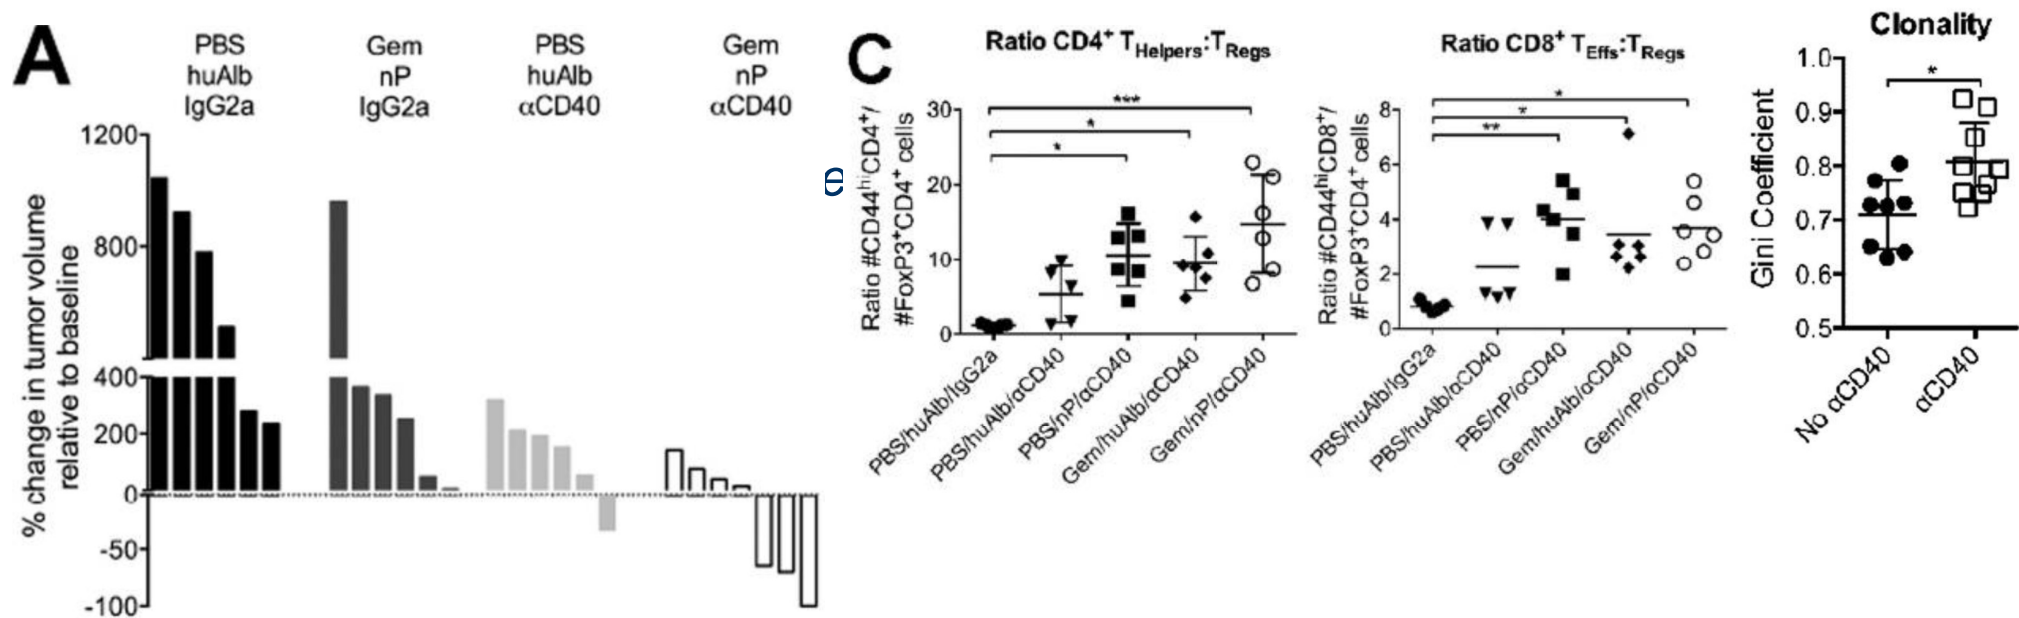 A
PBS
huAlb
IgG2a
Gem
nP
IgG2a
PBS
huAlb
αCD40
Gem
nP
αCD40
% change in tumor volume
relative to baseline
1200
800
400
200
0
-50
-100
e
C
Ratio CD4+ THelpers:TRegs
Ratio #CD44hiCD4+/
#FoxP3+CD4+ cells
30
20
10
0
***
*
*
PBS/huAlb/IgG2a
PBS/huAlb/αCD40
PBS/nP/αCD40
Gem/huAlb/αCD40
Gem/nP/αCD40
Ratio CD8+ TEffs:TRegs
Ratio #CD44hiCD8+/
#FoxP3+CD4+ cells
8
6
4
2
0
*
*
**
PBS/huAlb/IgG2a
PBS/huAlb/αCD40
PBS/nP/αCD40
Gem/huAlb/αCD40
Gem/nP/αCD40
Clonality
Gini Coefficient
1.0
0.9
0.8
0.7
0.6
0.5
*
No αCD40
αCD40